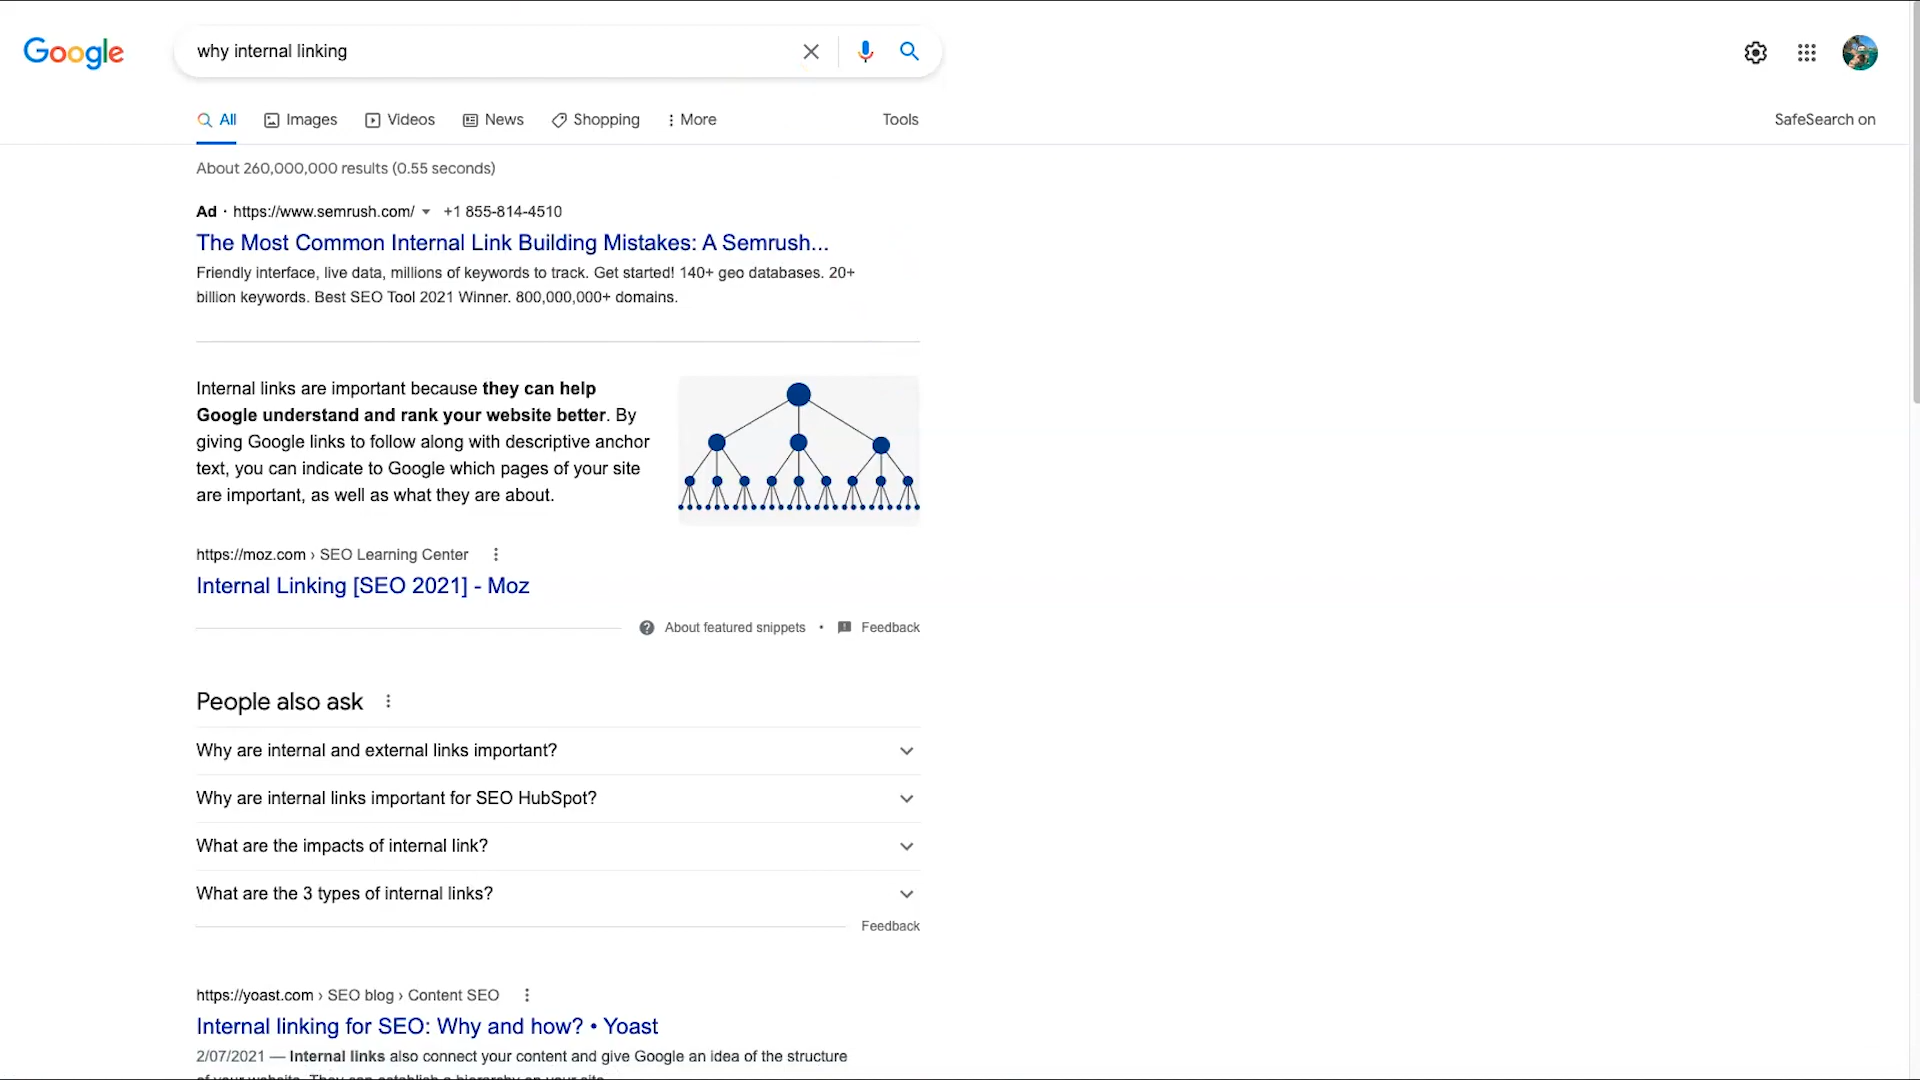 Google
why internal linking
All Images Videos News Shopping More Tools SafeSearch on
About 260,000,000 results (0.55 seconds)
Ad · https://www.semrush.com/ +1 855-814-4510
The Most Common Internal Link Building Mistakes: A Semrush...
Friendly interface, live data, millions of keywords to track. Get started! 140+ geo databases. 20+
billion keywords. Best SEO Tool 2021 Winner. 800,000,000+ domains.
Internal links are important because they can help
Google understand and rank your website better. By
giving Google links to follow along with descriptive anchor
text, you can indicate to Google which pages of your site
are important, as well as what they are about.
https://moz.com › SEO Learning Center
Internal Linking [SEO 2021] - Moz
About featured snippets • Feedback
People also ask
Why are internal and external links important?
Why are internal links important for SEO HubSpot?
What are the impacts of internal link?
What are the 3 types of internal links?
Feedback
https://yoast.com › SEO blog › Content SEO
Internal linking for SEO: Why and how? • Yoast
2/07/2021 — Internal links also connect your content and give Google an idea of the structure
of your website. They can establish a hierarchy on your site